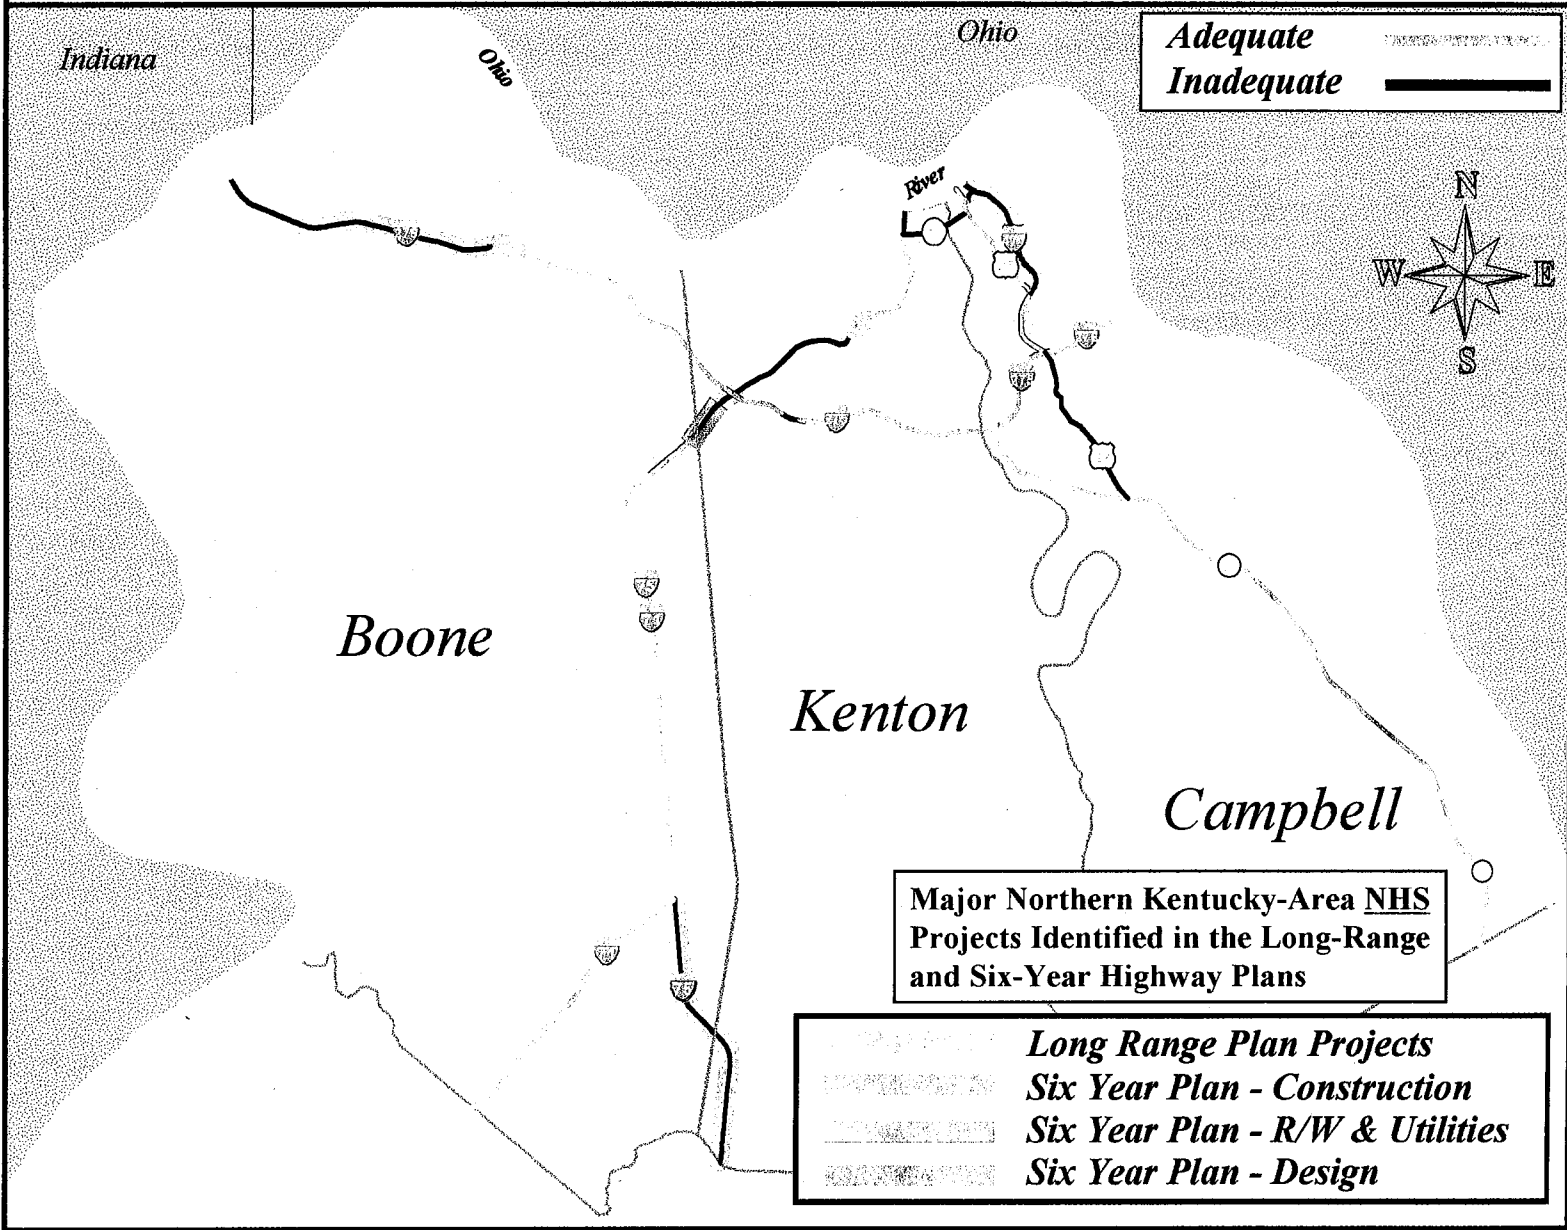 Indiana
Ohio
Ohio
Adequate
Inadequate
River
N
W
E
S
Boone
Kenton
Campbell
Major Northern Kentucky-Area NHS
Projects Identified in the Long-Range
and Six-Year Highway Plans
Long Range Plan Projects
Six Year Plan - Construction
Six Year Plan - R/W & Utilities
Six Year Plan - Design